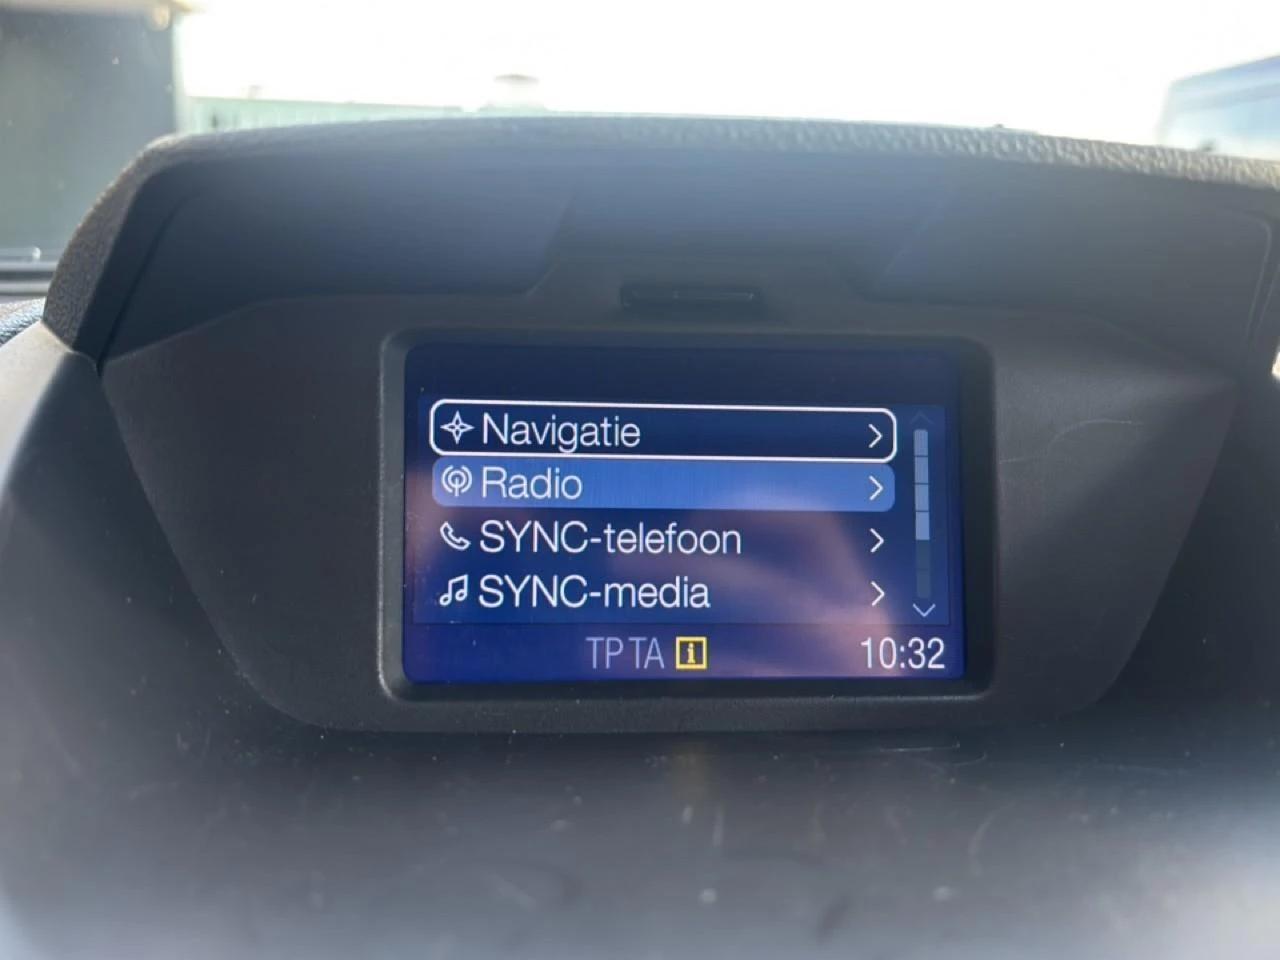 Navigatie
Radio
SYNC-telefoon
SYNC-media
TP TA i 10:32